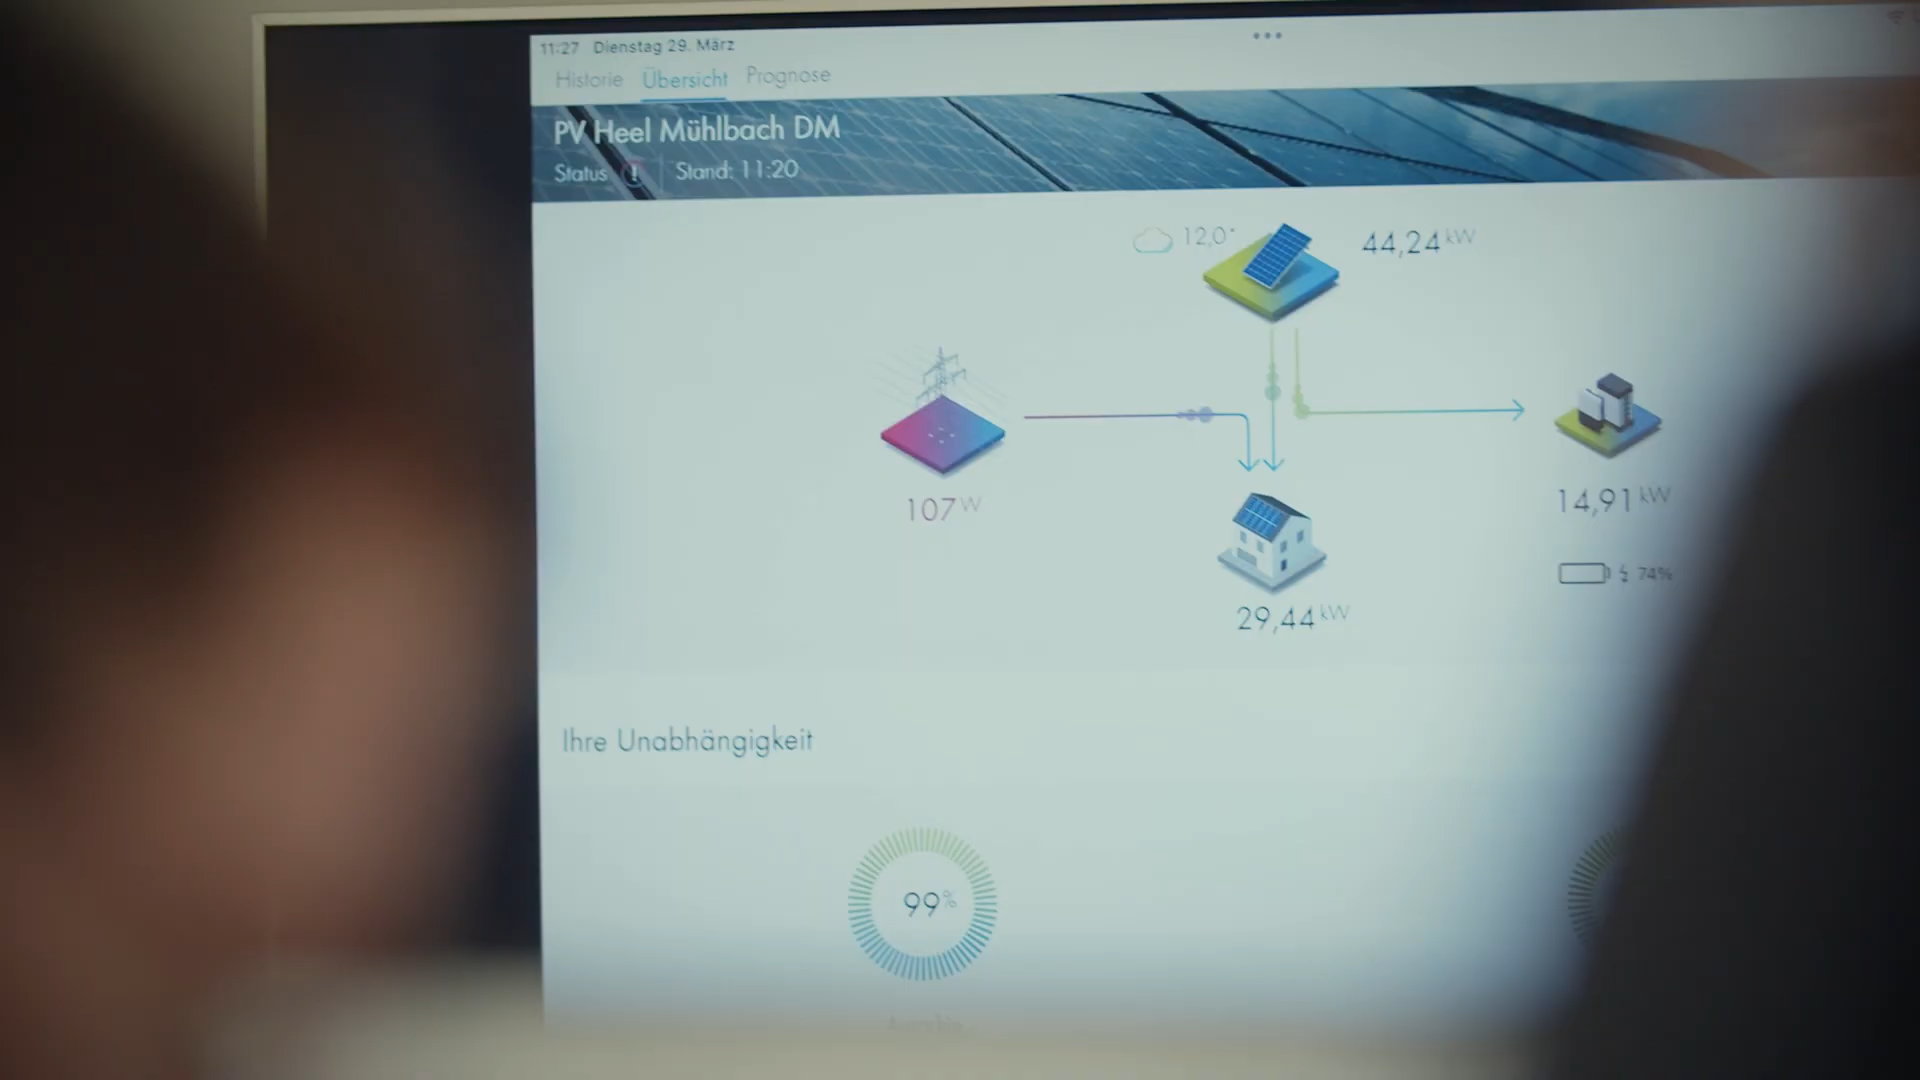 11:27 Dienstag 29. März
Historie Übersicht Prognose
PV Heel Mühlbach DM
Status ! Stand: 11:20
12,0°
44,24 kW
107 W
14,91 kW
74%
29,44 kW
Ihre Unabhängigkeit
99%